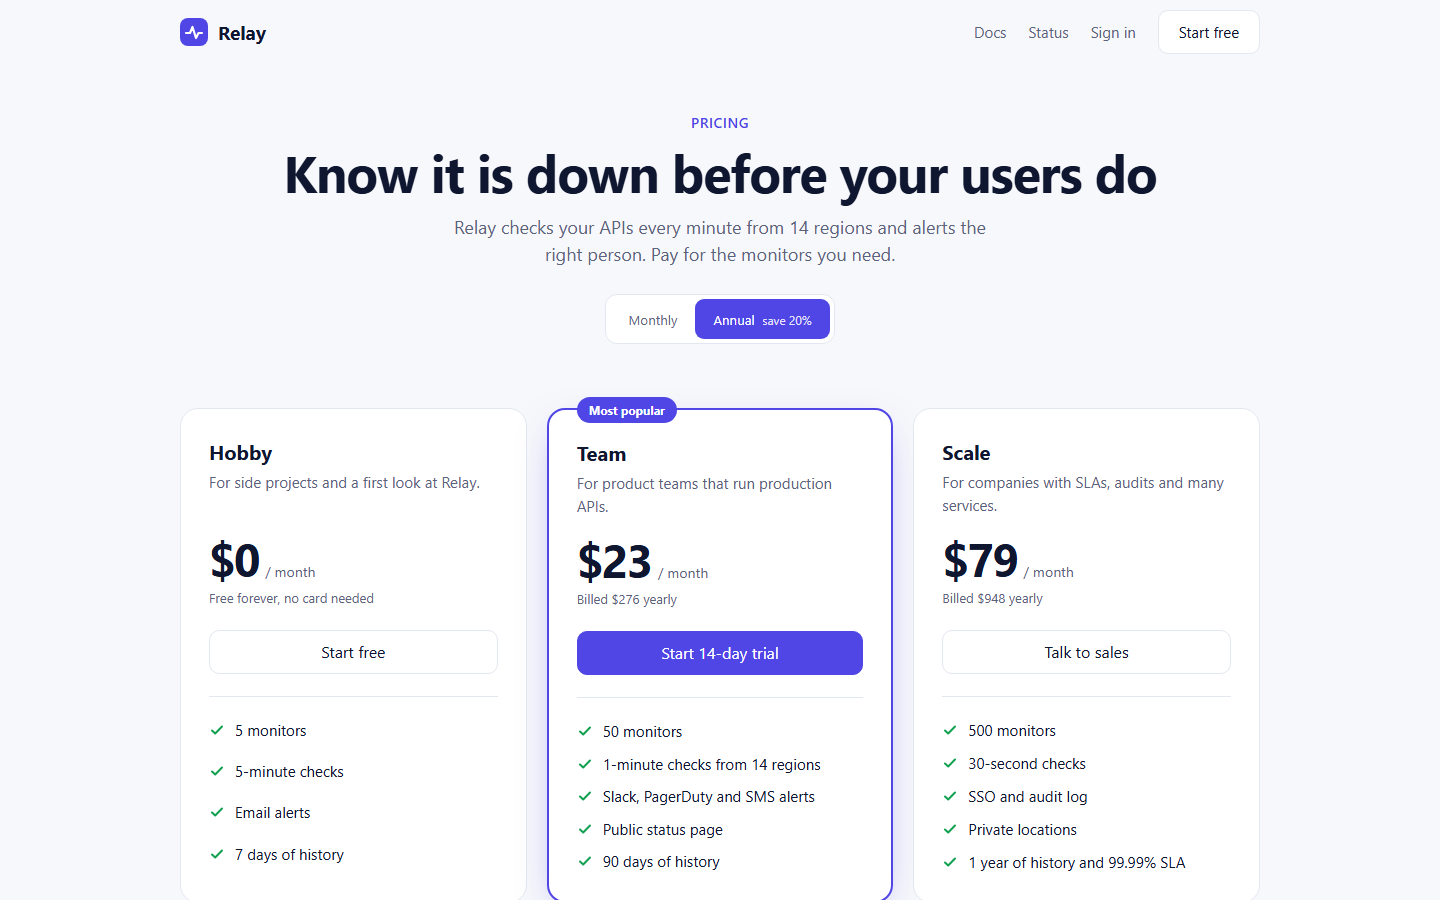 Relay
Docs
Status
Sign in
Start free
PRICING
Know it is down before your users do
Relay checks your APIs every minute from 14 regions and alerts the
right person. Pay for the monitors you need.
Monthly
Annual save 20%
Hobby
For side projects and a first look at Relay.
$0 / month
Free forever, no card needed
Start free
5 monitors
5-minute checks
Email alerts
7 days of history
Most popular
Team
For product teams that run production
APIs.
$23 / month
Billed $276 yearly
Start 14-day trial
50 monitors
1-minute checks from 14 regions
Slack, PagerDuty and SMS alerts
Public status page
90 days of history
Scale
For companies with SLAs, audits and many
services.
$79 / month
Billed $948 yearly
Talk to sales
500 monitors
30-second checks
SSO and audit log
Private locations
1 year of history and 99.99% SLA